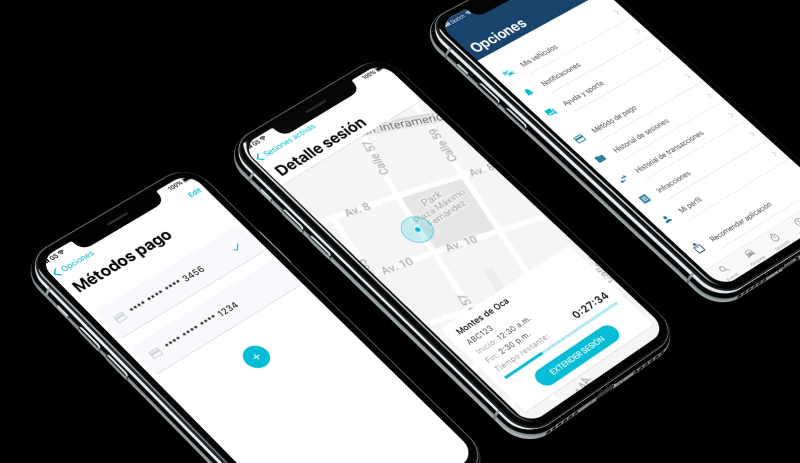 100%
Edit
Opciones
Métodos pago
•••• •••• •••• 3456
•••• •••• •••• 1234
+
100%
Sesiones activas
Detalle sesión
Calle 57
Calle 59
Av. 8
Park
Plaza Máximo
Fernández
Av. 10
Av. 10
57
Montes de Oca
ABC123
Inicio: 12:30 a.m.
Fin: 2:30 p.m.
Tiempo restante:
0:27:34
EXTENDER SESIÓN
Sketch
Opciones
Mis vehículos
Notificaciones
Ayuda y soporte
Método de pago
Historial de sesiones
Historial de transacciones
Infracciones
Mi perfil
Recomendar aplicación